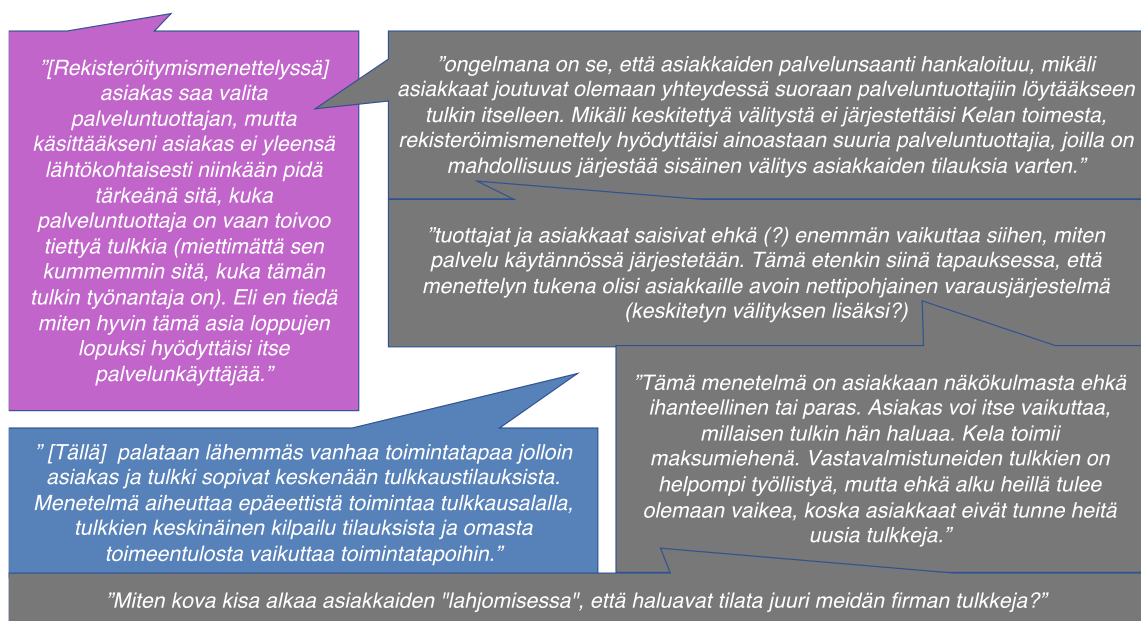 ”[Rekisteröitymismenettelyssä]
asiakas saa valita
palveluntuottajan, mutta
käsittääkseni asiakas ei yleensä
lähtökohtaisesti niinkään pidä
tärkeänä sitä, kuka
palveluntuottaja on vaan toivoo
tiettyä tulkkia (miettimättä sen
kummemmin sitä, kuka tämän
tulkin työnantaja on). Eli en tiedä
miten hyvin tämä asia loppujen
lopuksi hyödyttäisi itse
palvelunkäyttäjää.”
”ongelmana on se, että asiakkaiden palvelunsaanti hankaloituu, mikäli
asiakkaat joutuvat olemaan yhteydessä suoraan palveluntuottajiin löytääkseen
tulkin itselleen. Mikäli keskitettyä välitystä ei järjestettäisi Kelan toimesta,
rekisteröimismenettely hyödyttäisi ainoastaan suuria palveluntuottajia, joilla on
mahdollisuus järjestää sisäinen välitys asiakkaiden tilauksia varten.”
”tuottajat ja asiakkaat saisivat ehkä (?) enemmän vaikuttaa siihen, miten
palvelu käytännössä järjestetään. Tämä etenkin siinä tapauksessa, että
menettelyn tukena olisi asiakkaille avoin nettipohjainen varausjärjestelmä
(keskitetyn välityksen lisäksi?)
”Tämä menetelmä on asiakkaan näkökulmasta ehkä
ihanteellinen tai paras. Asiakas voi itse vaikuttaa,
millaisen tulkin hän haluaa. Kela toimii
maksumiehenä. Vastavalmistuneiden tulkkien on
helpompi työllistyä, mutta ehkä alku heillä tulee
olemaan vaikea, koska asiakkaat eivät tunne heitä
uusia tulkkeja.”
” [Tällä] palataan lähemmäs vanhaa toimintatapaa jolloin
asiakas ja tulkki sopivat keskenään tulkkaustilauksista.
Menetelmä aiheuttaa epäeettistä toimintaa tulkkausalalla,
tulkkien keskinäinen kilpailu tilauksista ja omasta
toimeentulosta vaikuttaa toimintatapoihin.”
”Miten kova kisa alkaa asiakkaiden "lahjomisessa", että haluavat tilata juuri meidän firman tulkkeja?”